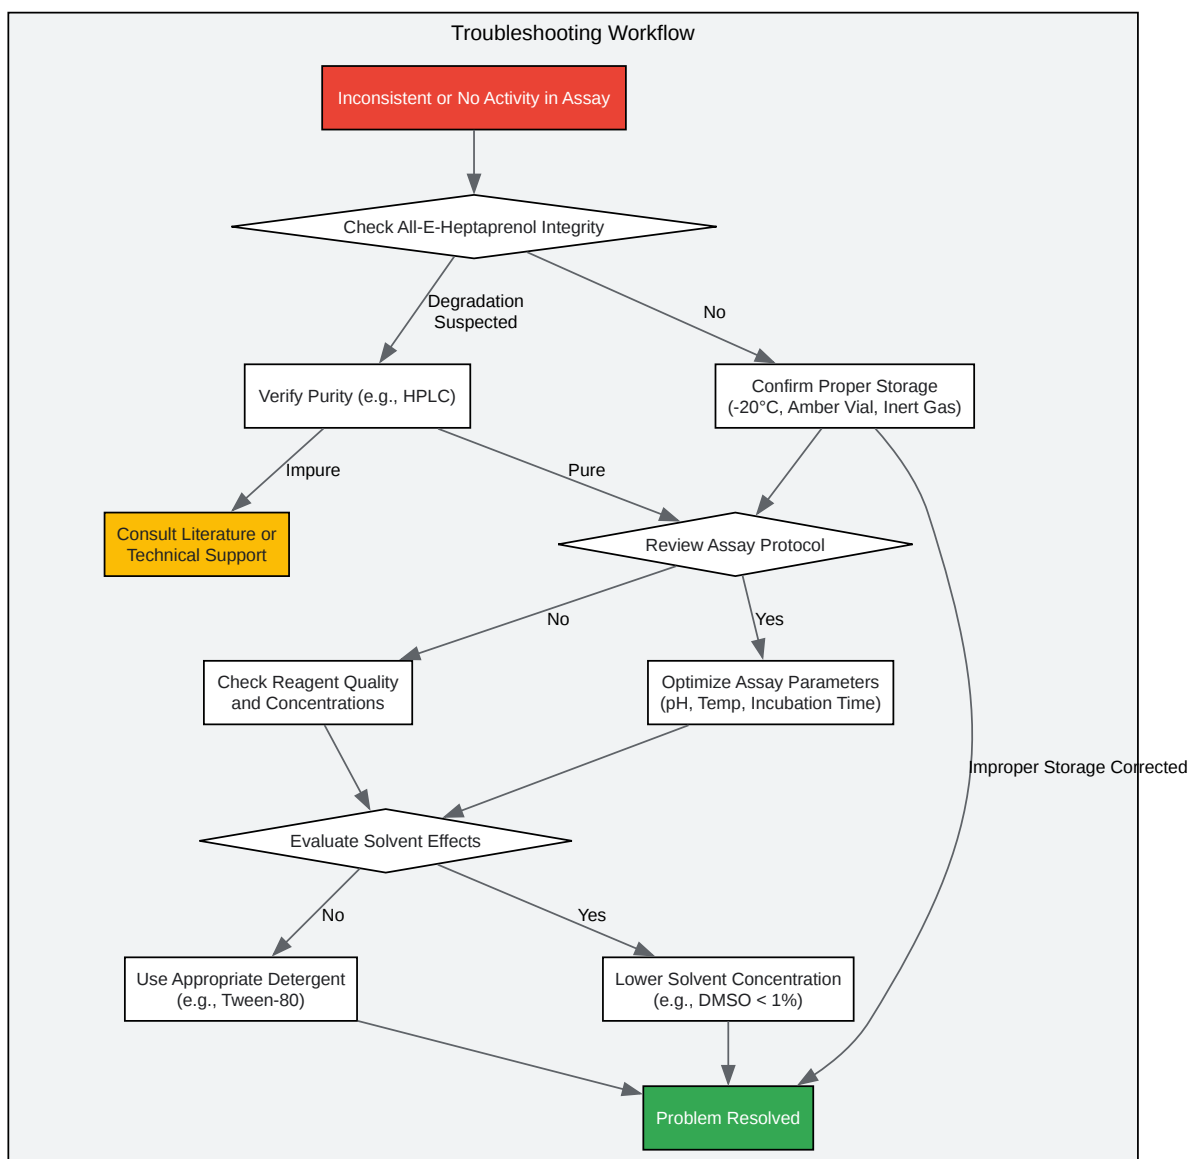 Troubleshooting Workflow
Inconsistent or No Activity in Assay
Check All-E-Heptaprenol Integrity
Degradation
Suspected
No
Verify Purity (e.g., HPLC)
Confirm Proper Storage
(-20°C, Amber Vial, Inert Gas)
Impure
Pure
Consult Literature or
Technical Support
Review Assay Protocol
No
Yes
Check Reagent Quality
and Concentrations
Optimize Assay Parameters
(pH, Temp, Incubation Time)
Improper Storage Corrected
Evaluate Solvent Effects
No
Yes
Use Appropriate Detergent
(e.g., Tween-80)
Lower Solvent Concentration
(e.g., DMSO < 1%)
Problem Resolved